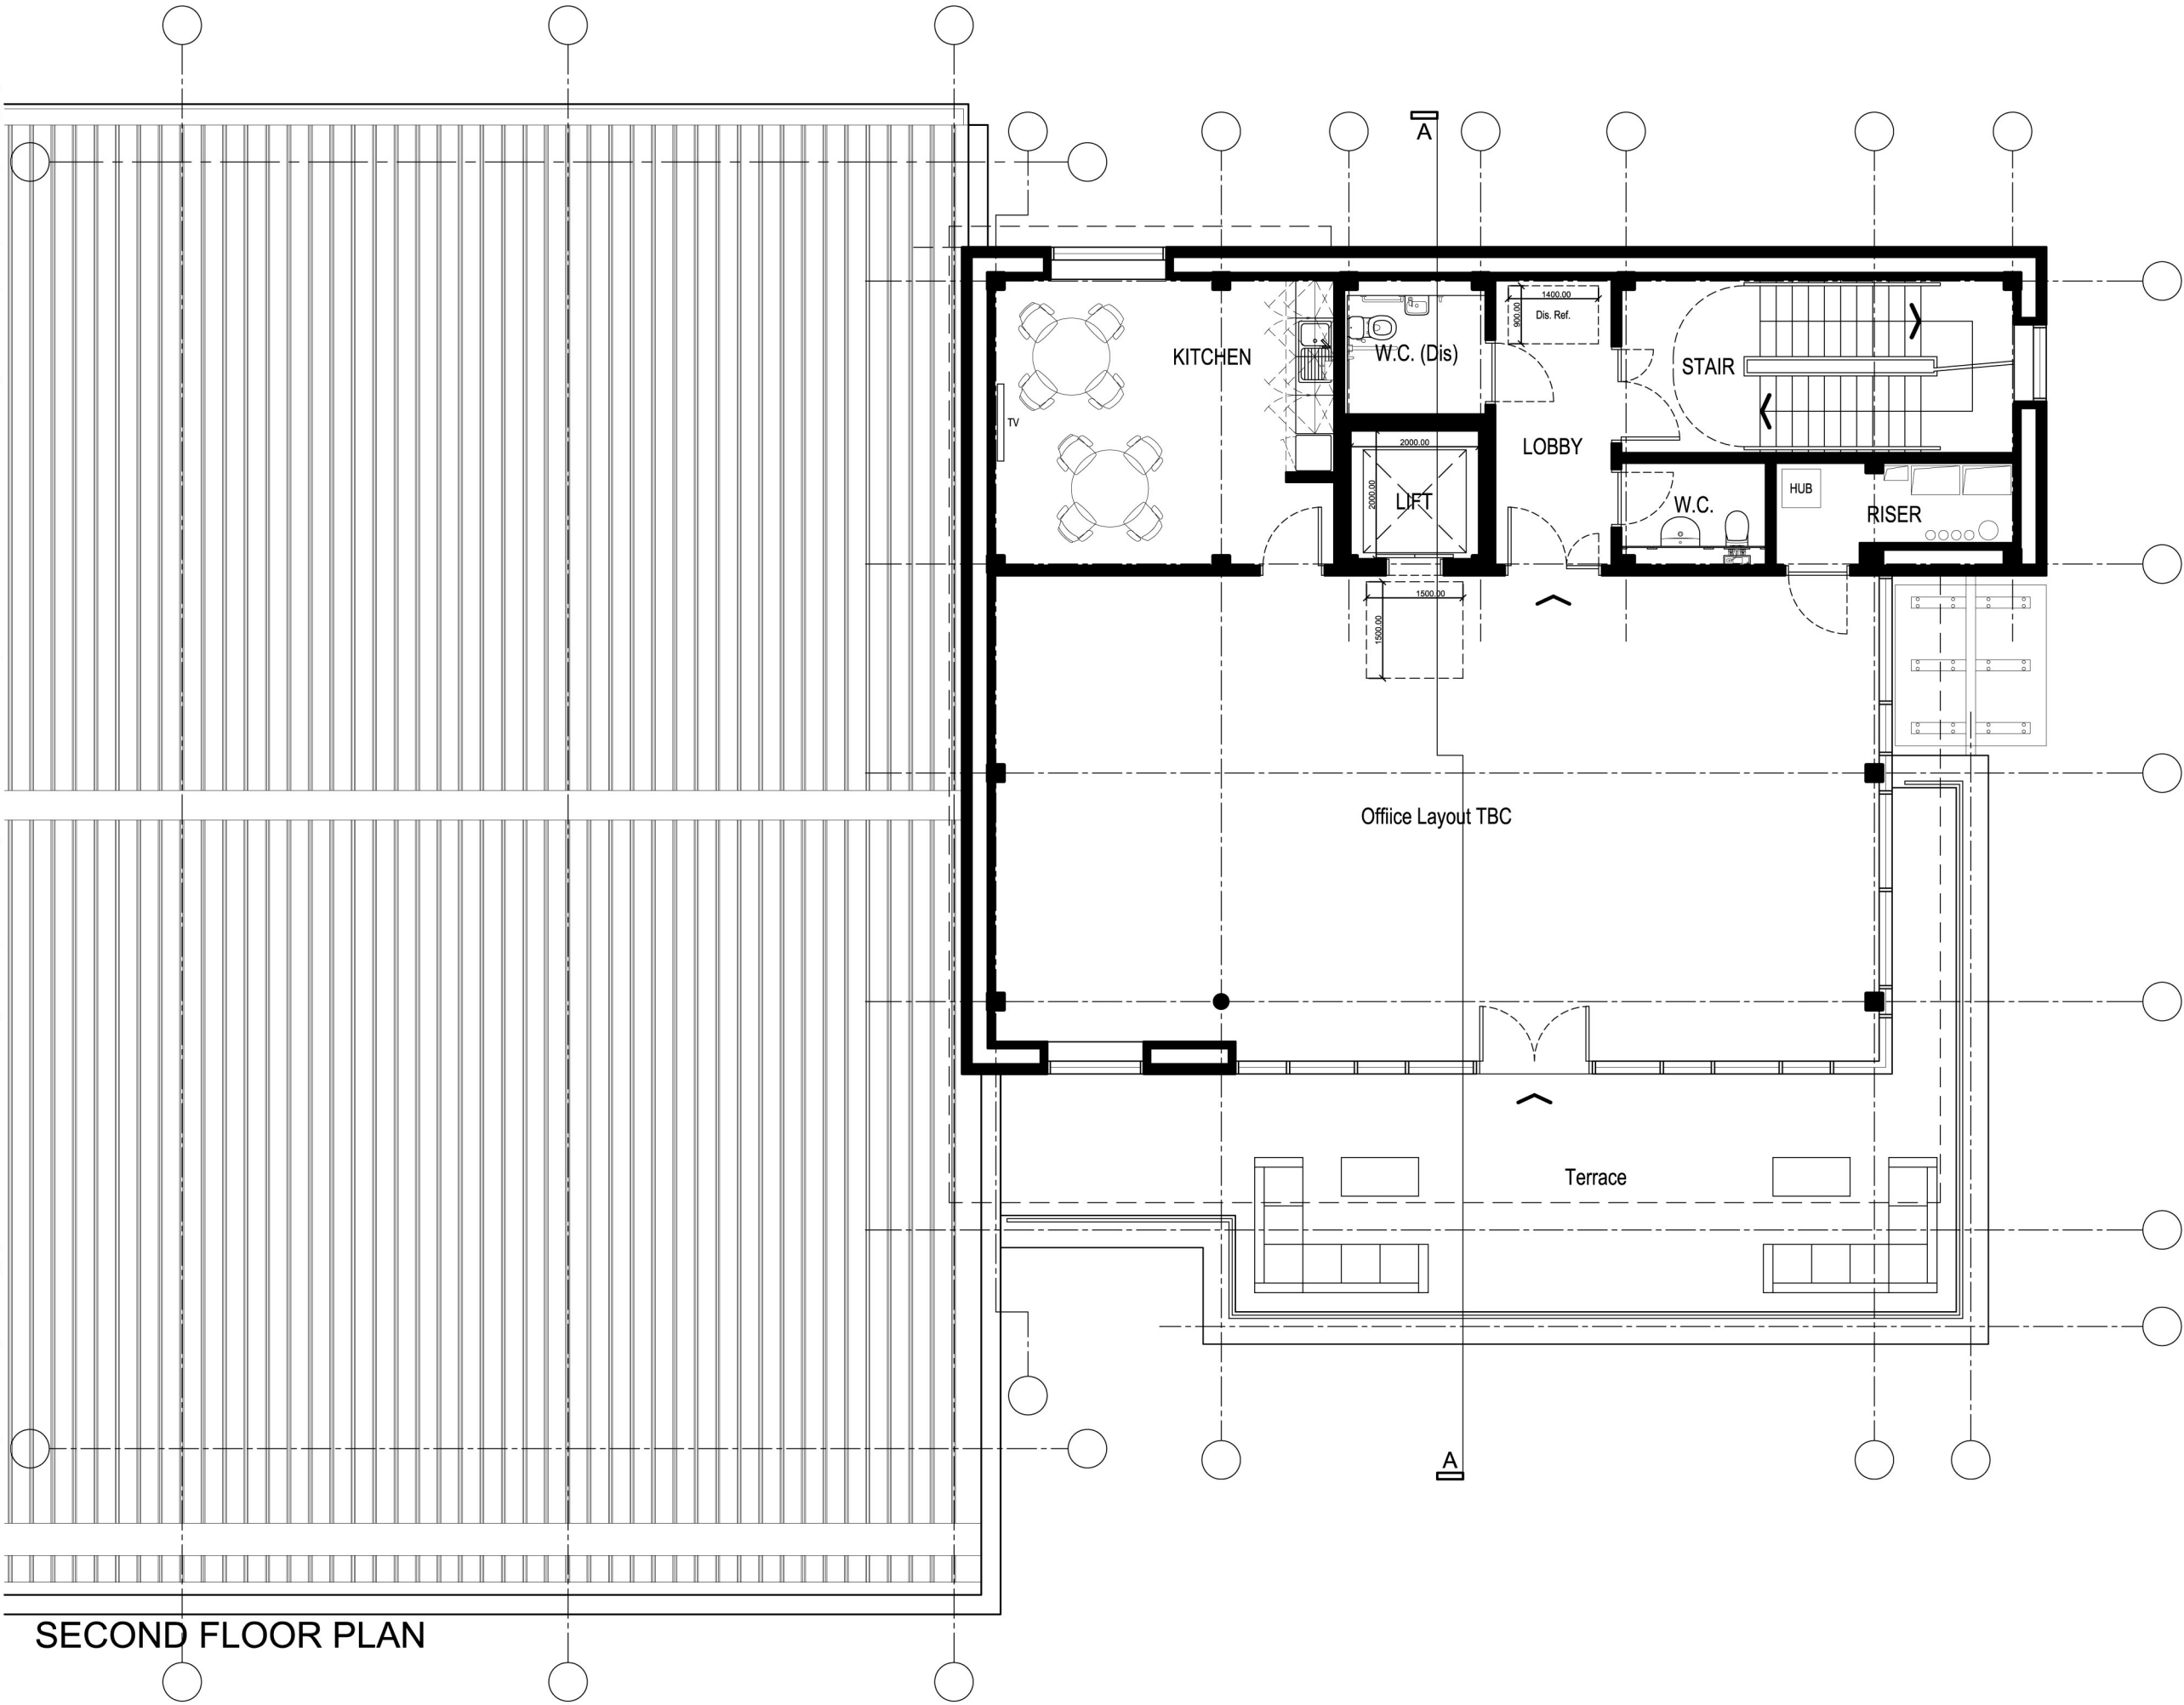 A
1400.00
900.00
Dis. Ref.
KITCHEN
W.C. (Dis)
STAIR
TV
2000.00
LOBBY
2000.00
LIFT
HUB
W.C.
RISER
1500.00
1500.00
Offiice Layout TBC
Terrace
A
SECOND FLOOR PLAN